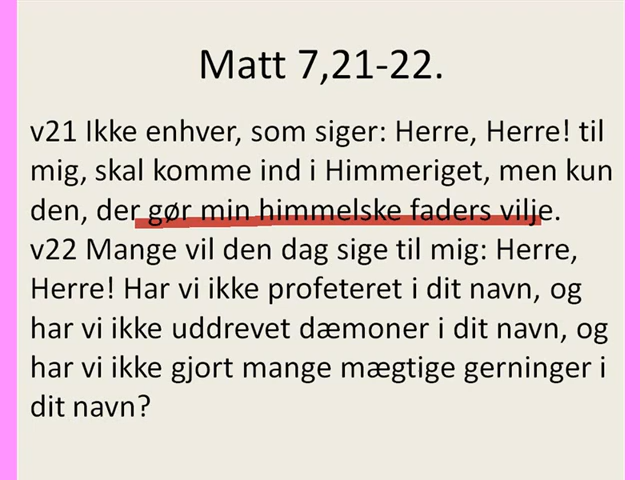 Matt 7,21-22.
v21 Ikke enhver, som siger: Herre, Herre! til
mig, skal komme ind i Himmeriget, men kun
den, der gør min himmelske faders vilje.
v22 Mange vil den dag sige til mig: Herre,
Herre! Har vi ikke profeteret i dit navn, og
har vi ikke uddrevet dæmoner i dit navn, og
har vi ikke gjort mange mægtige gerninger i
dit navn?